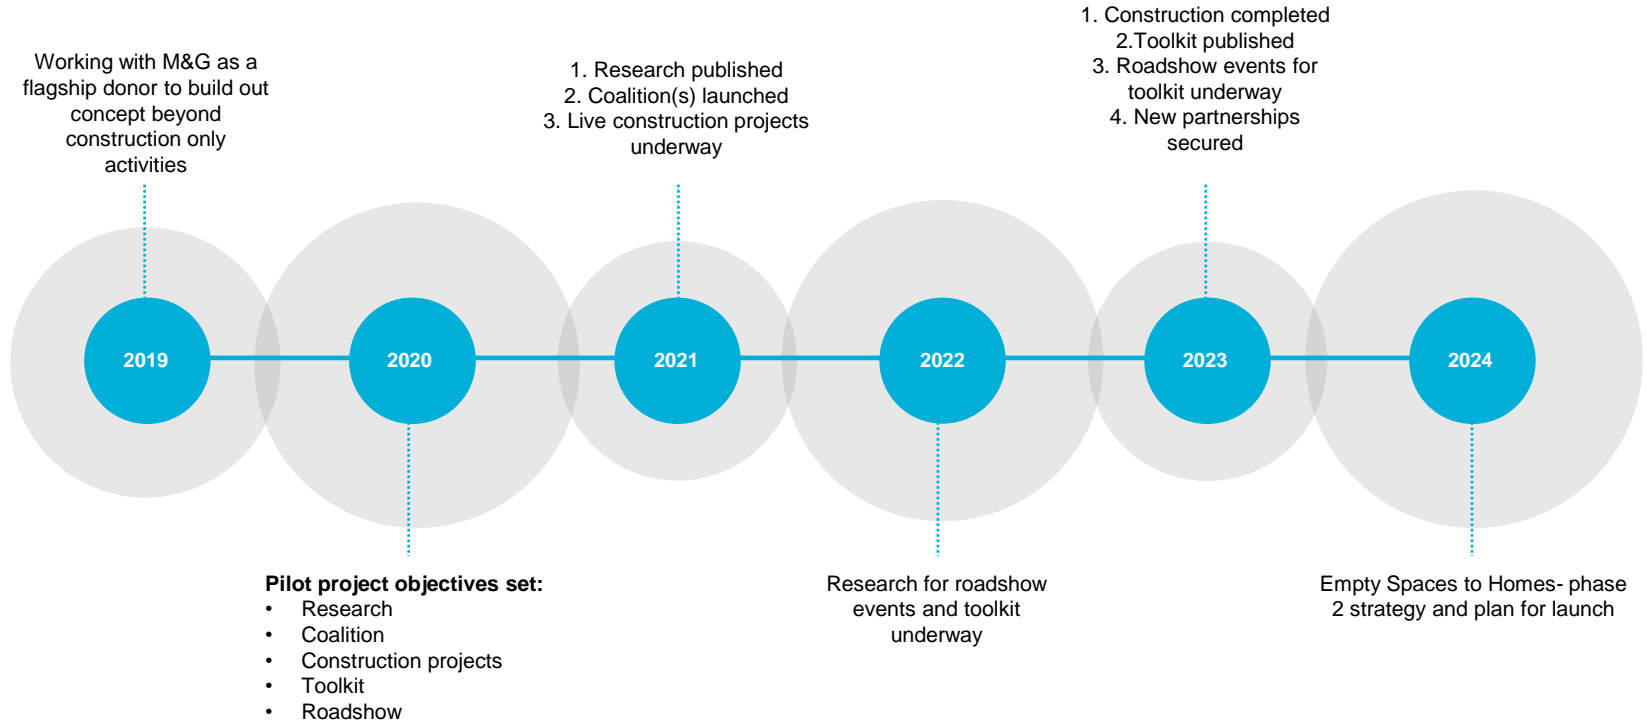 Working with M&G as a
flagship donor to build out
concept beyond
construction only
activities
1. Research published
2. Coalition(s) launched
3. Live construction projects
underway
1. Construction completed
2.Toolkit published
3. Roadshow events for
toolkit underway
4. New partnerships
secured
2019
2020
2021
2022
2023
2024
Pilot project objectives set:
• Research
• Coalition
• Construction projects
• Toolkit
• Roadshow
Research for roadshow
events and toolkit
underway
Empty Spaces to Homes- phase
2 strategy and plan for launch